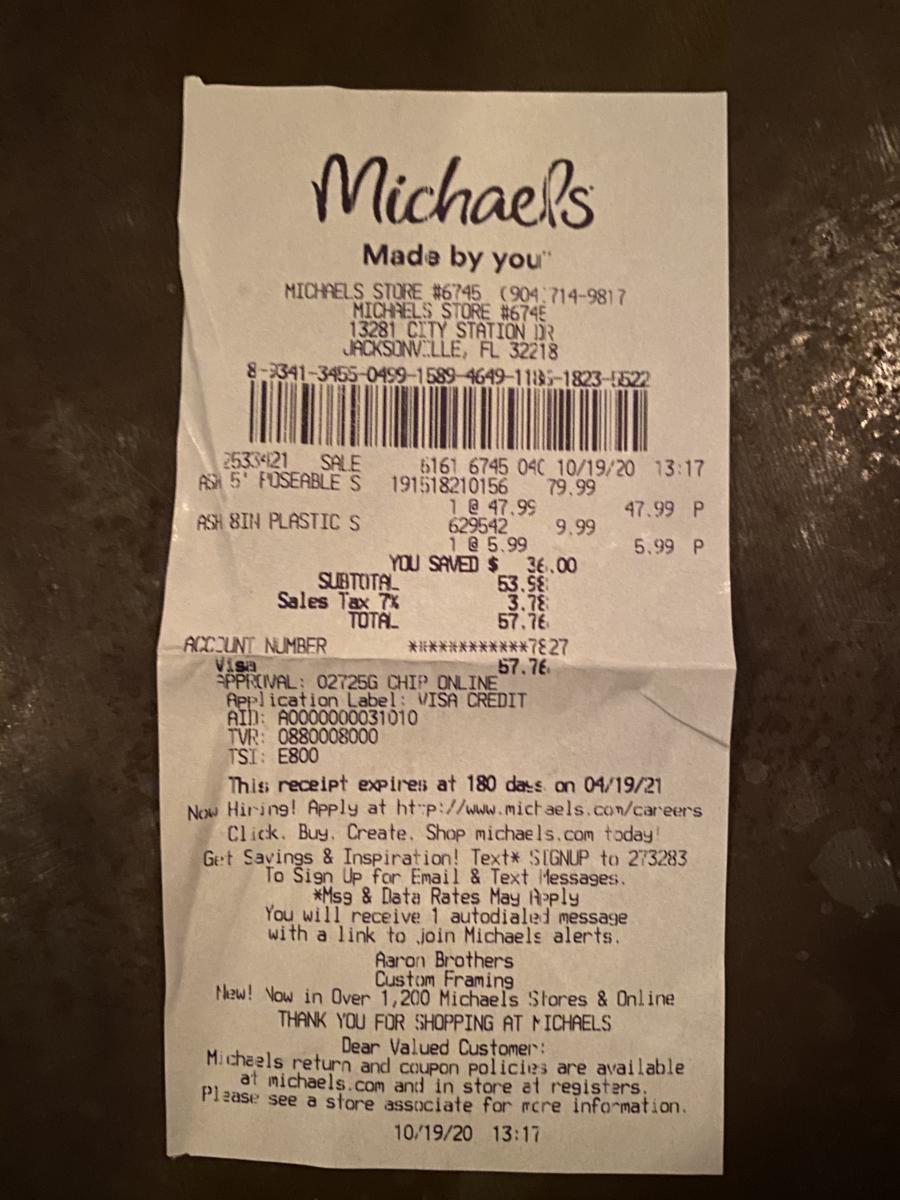 Michaels
Made by you™
MICHAELS STORE #6745 (904)714-9817
MICHAELS STORE #6745
13281 CITY STATION DR
JACKSONVILLE, FL 32218
8-9341-3455-0499-1589-4649-1185-1823-5522
2533421 SALE 6161 6745 040 10/19/20 13:17
ASH 5' POSEABLE S 191518210156 79.99
1 @ 47.99 47.99 P
ASH 8IN PLASTIC S 629542 9.99
1 @ 5.99 5.99 P
YOU SAVED $ 36.00
SUBTOTAL 53.98
Sales Tax 7% 3.78
TOTAL 57.76
ACCOUNT NUMBER ************7827
Visa 57.76
APPROVAL: 02725G CHIP ONLINE
Application Label: VISA CREDIT
AID: A0000000031010
TVR: 0880008000
TSI: E800
This receipt expires at 180 days on 04/19/21
Now Hiring! Apply at http://www.michaels.com/careers
Click. Buy. Create. Shop michaels.com today!
Get Savings & Inspiration! Text* SIGNUP to 273283
To Sign Up for Email & Text Messages.
*Msg & Data Rates May Apply
You will receive 1 autodialed message
with a link to join Michaels alerts.
Aaron Brothers
Custom Framing
New! Now in Over 1,200 Michaels Stores & Online
THANK YOU FOR SHOPPING AT MICHAELS
Dear Valued Customer:
Michaels return and coupon policies are available
at michaels.com and in store at registers.
Please see a store associate for more information.
10/19/20 13:17